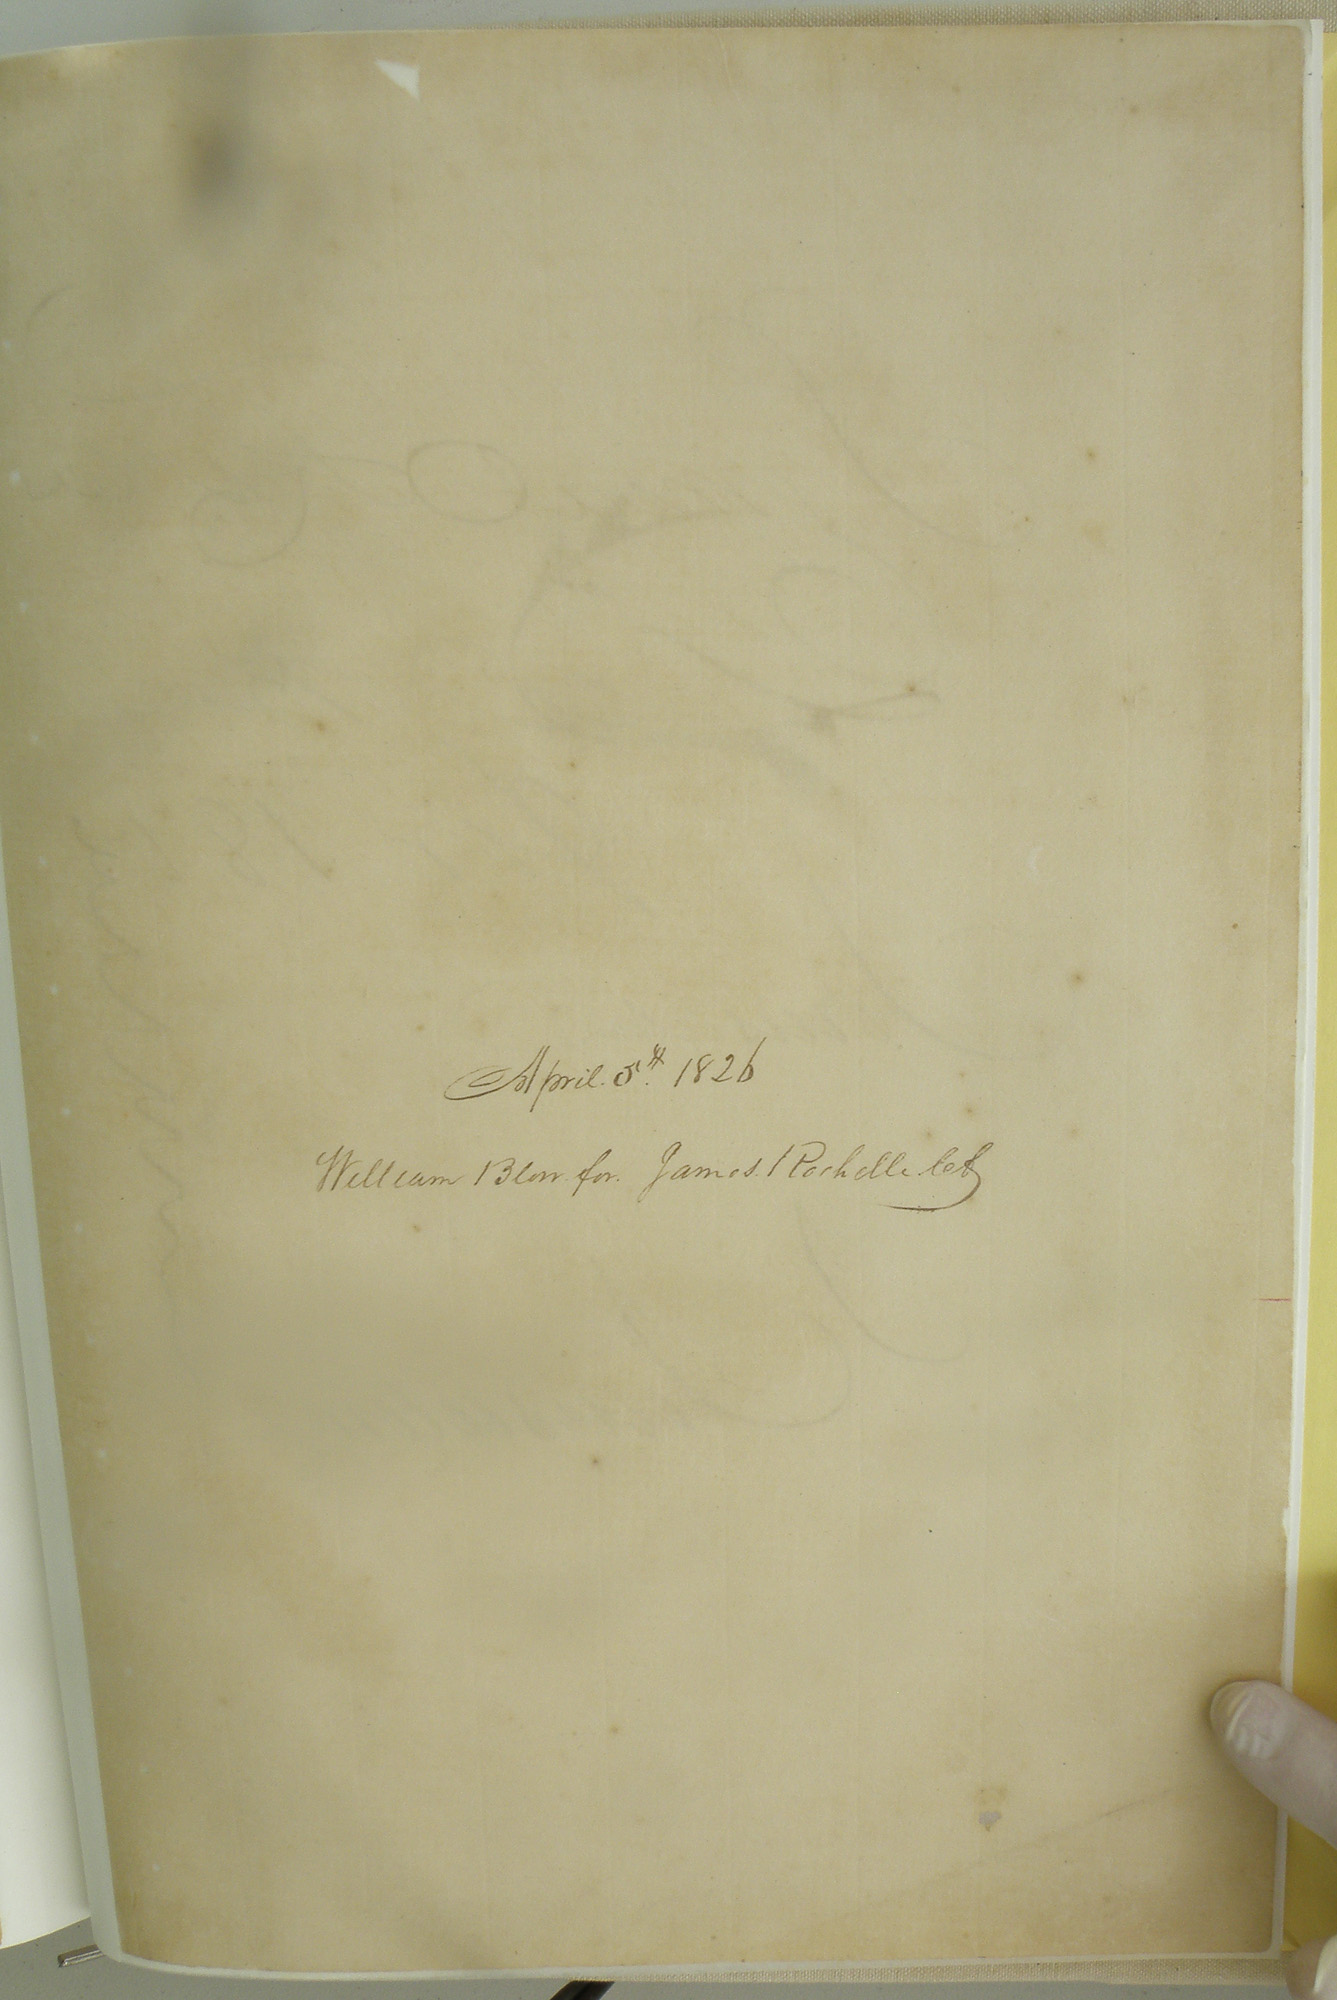 April 5th 1826
William Blow for James Rochelle Clk